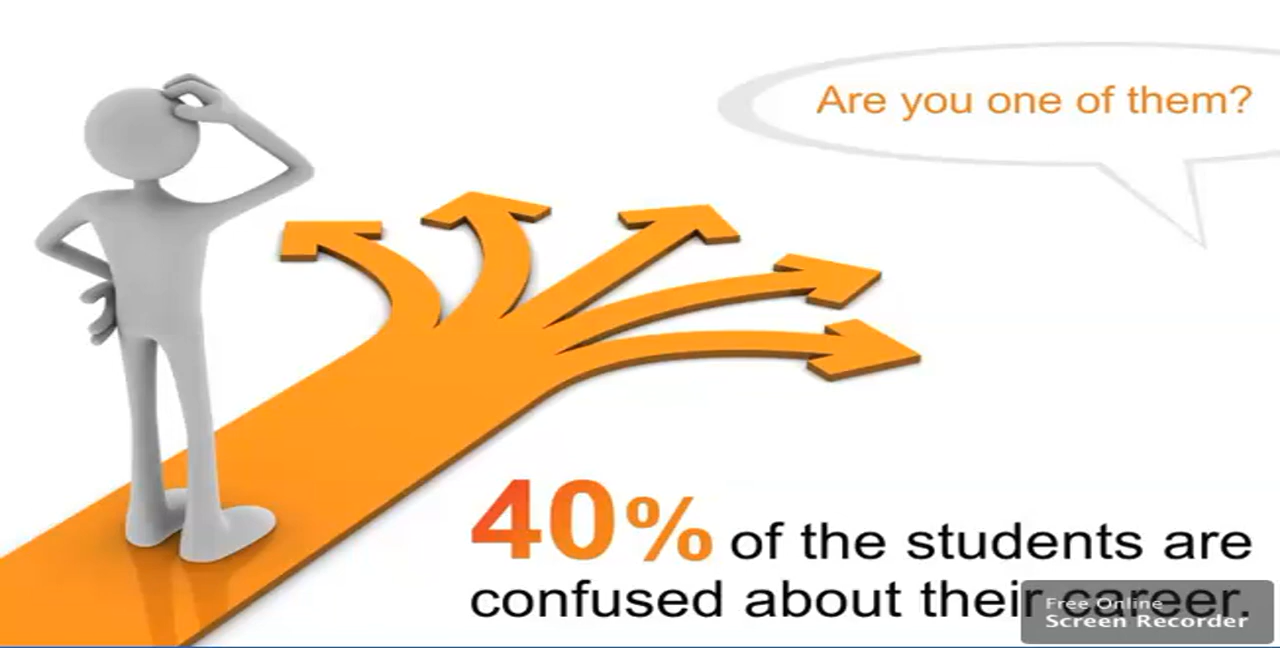 Are you one of them?
40% of the students are
confused about their career.
Free Online
Screen Recorder